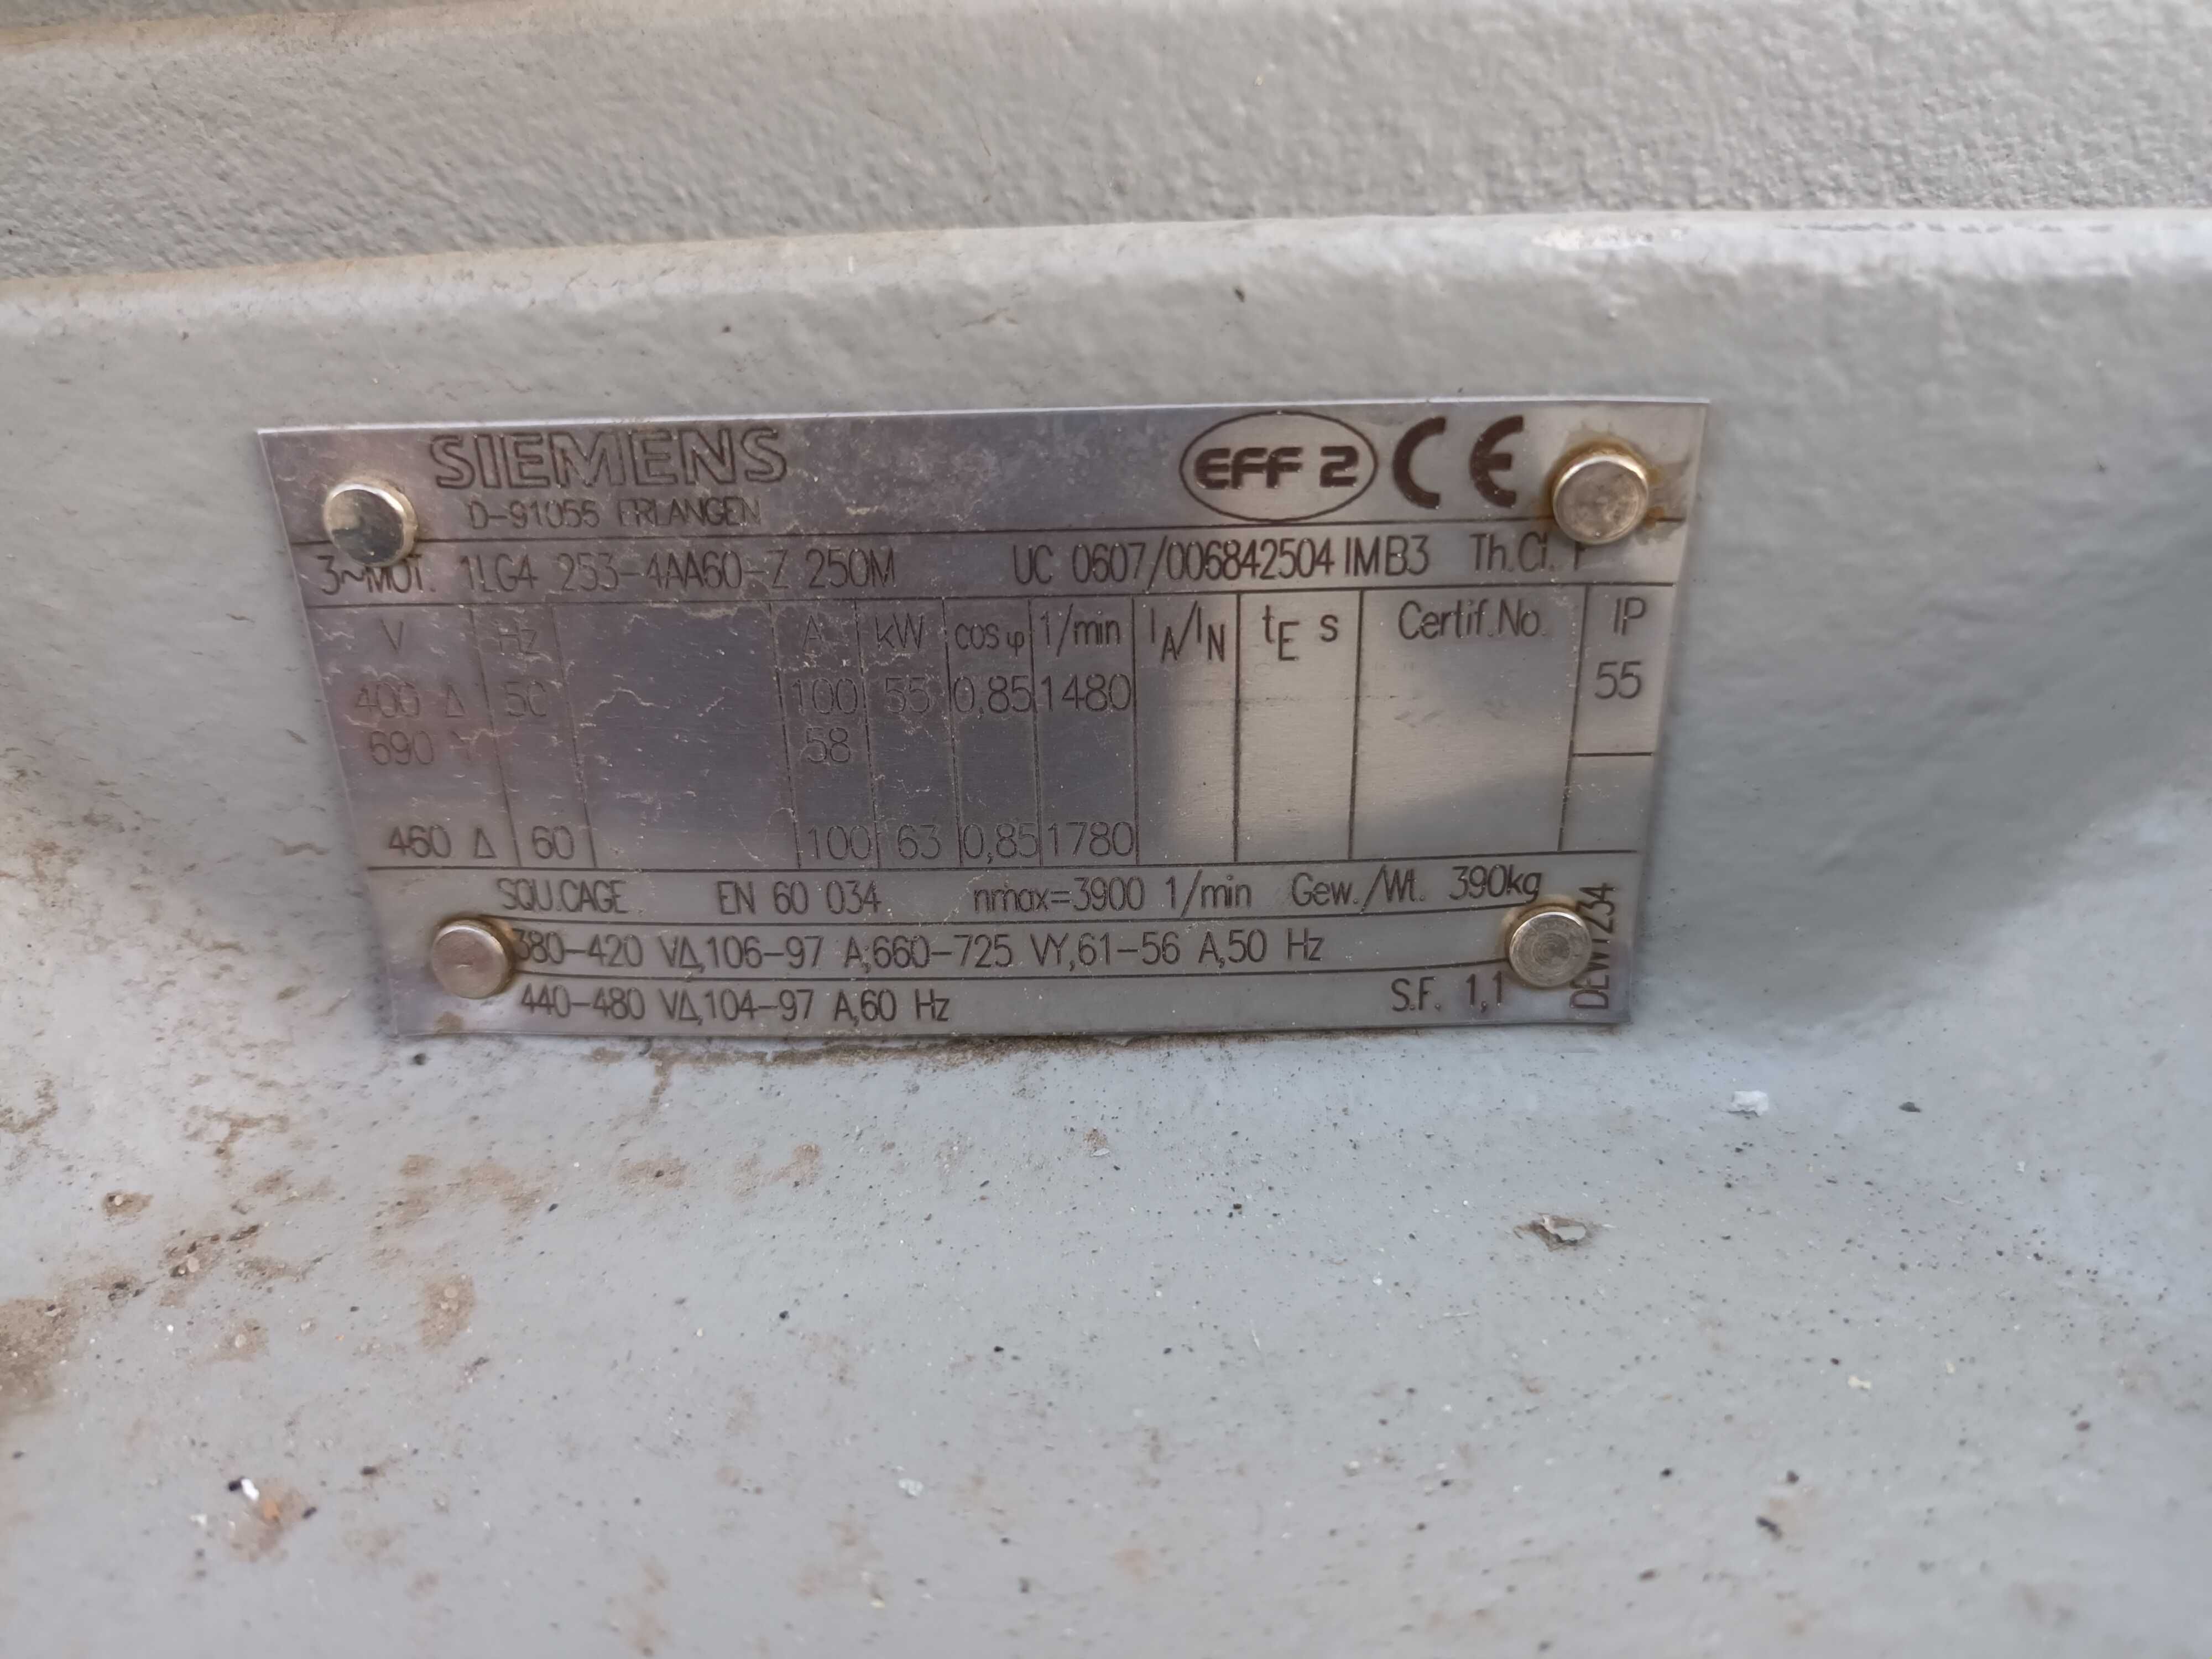 SIEMENS EFF 2 CE
D-91055 ERLANGEN
3~MOT. 1LG4 253-4AA60-Z 250M UC 0607/006842504 IM B3 Th.Cl. F
V Hz A kW cos φ 1/min IA/IN tE s Certif.No. IP
400 Δ 50 100 55 0,85 1480 55
690 Y 58
460 Δ 60 100 63 0,85 1780
SQU.CAGE EN 60 034 nmax=3900 1/min Gew./Wt. 390kg
380-420 VΔ,106-97 A;660-725 VY,61-56 A,50 Hz
440-480 VΔ,104-97 A,60 Hz S.F. 1,1